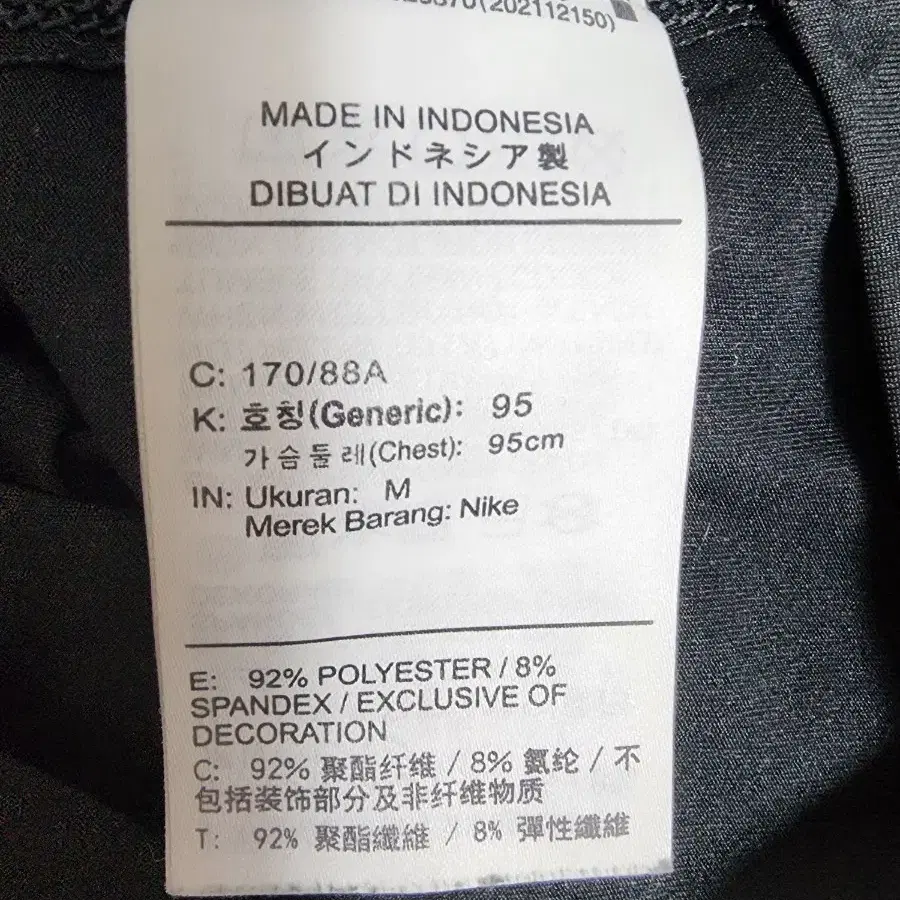 (202112150)
MADE IN INDONESIA
インドネシア製
DIBUAT DI INDONESIA
C: 170/88A
K: 호칭(Generic): 95
가슴둘레(Chest): 95cm
IN: Ukuran: M
Merek Barang: Nike
E: 92% POLYESTER / 8%
SPANDEX / EXCLUSIVE OF
DECORATION
C: 92% 聚酯纤维 / 8% 氨纶 / 不
包括装饰部分及非纤维物质
T: 92% 聚酯纖維 / 8% 彈性纖維